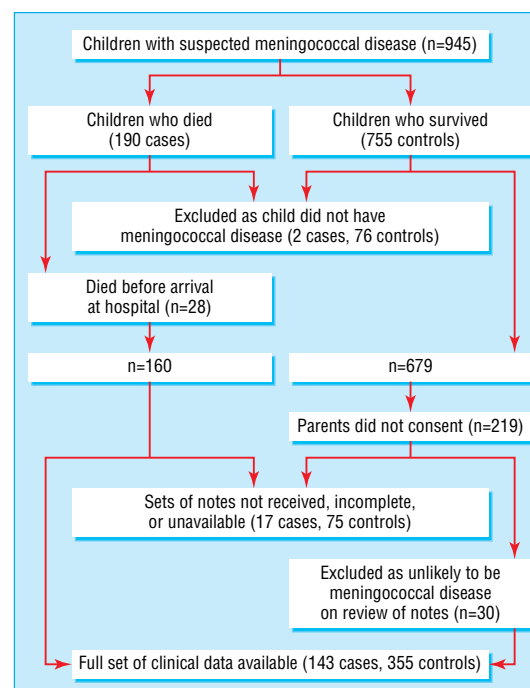 Children with suspected meningococcal disease (n=945)
Children who died
(190 cases)
Children who survived
(755 controls)
Excluded as child did not have
meningococcal disease (2 cases, 76 controls)
Died before arrival
at hospital (n=28)
n=160
n=679
Parents did not consent (n=219)
Sets of notes not received, incomplete,
or unavailable (17 cases, 75 controls)
Excluded as unlikely to be
meningococcal disease
on review of notes (n=30)
Full set of clinical data available (143 cases, 355 controls)